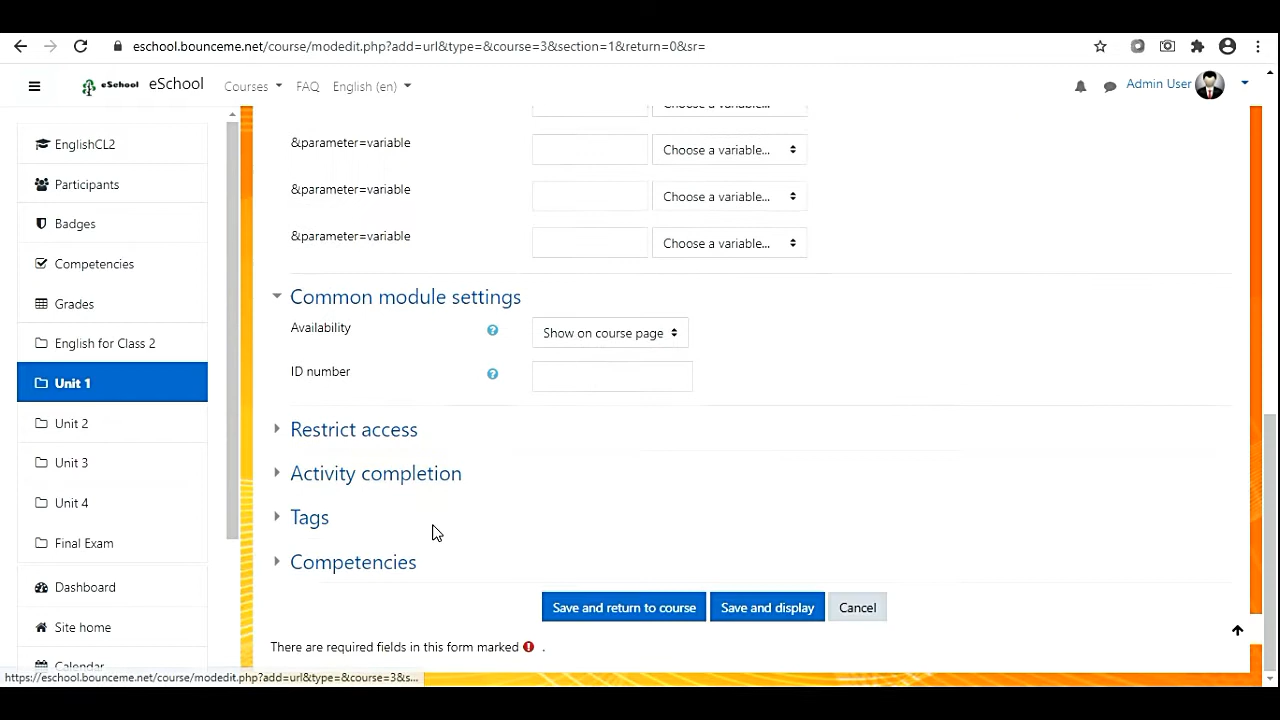 eschool.bounceme.net/course/modedit.php?add=url&type=&course=3&section=1&return=0&sr=
eSchool eSchool Courses FAQ English (en) Admin User
EnglishCL2
Participants
Badges
Competencies
Grades
English for Class 2
Unit 1
Unit 2
Unit 3
Unit 4
Final Exam
Dashboard
Site home
Calendar
Choose a variable...
&parameter=variable Choose a variable...
&parameter=variable Choose a variable...
&parameter=variable Choose a variable...
Common module settings
Availability Show on course page
ID number
Restrict access
Activity completion
Tags
Competencies
Save and return to course Save and display Cancel
There are required fields in this form marked .
https://eschool.bounceme.net/course/modedit.php?add=url&type=&course=3&s...